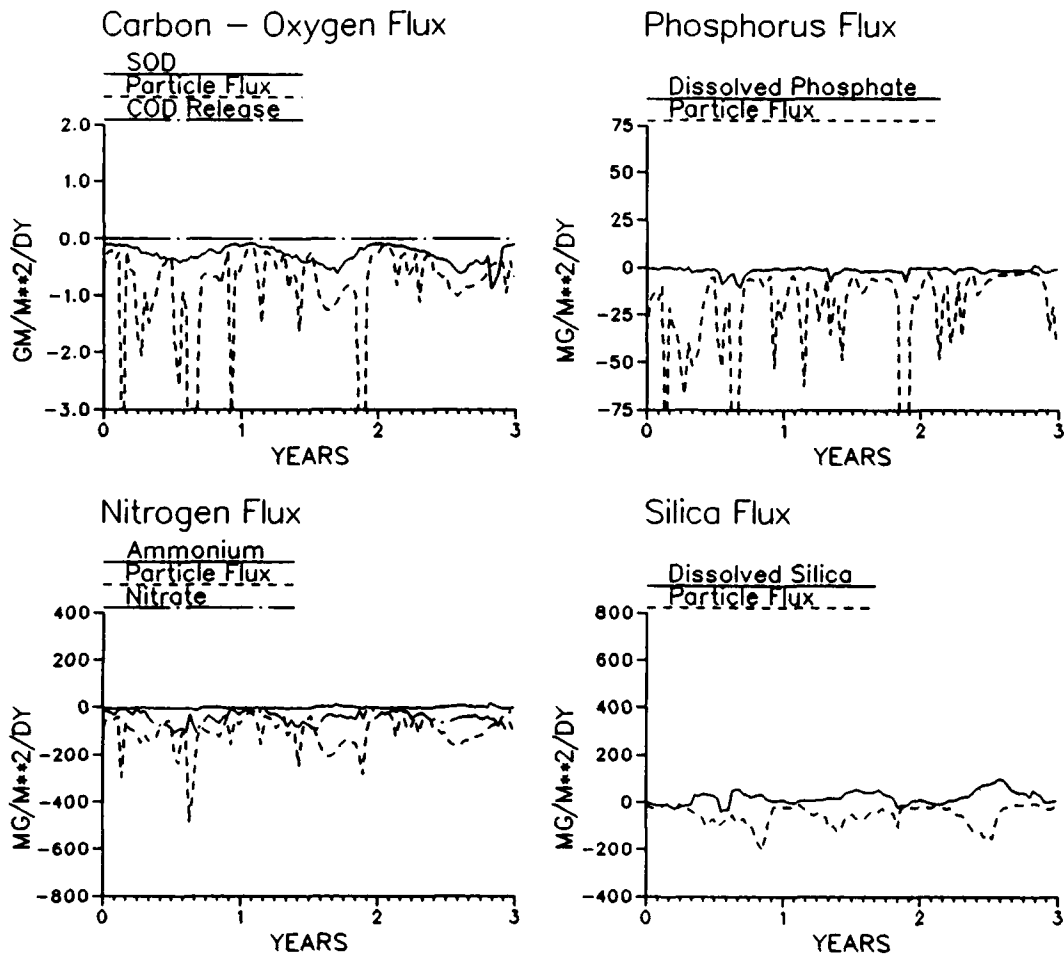 Carbon – Oxygen Flux
SOD
Particle Flux
COD Release
2.0
1.0
0.0
-1.0
-2.0
-3.0
GM/M**2/DY
0 1 2 3
YEARS
Phosphorus Flux
Dissolved Phosphate
Particle Flux
75
50
25
0
-25
-50
-75
MG/M**2/DY
0 1 2 3
YEARS
Nitrogen Flux
Ammonium
Particle Flux
Nitrate
400
200
0
-200
-400
-600
-800
MG/M**2/DY
0 1 2 3
YEARS
Silica Flux
Dissolved Silica
Particle Flux
800
600
400
200
0
-200
-400
MG/M**2/DY
0 1 2 3
YEARS